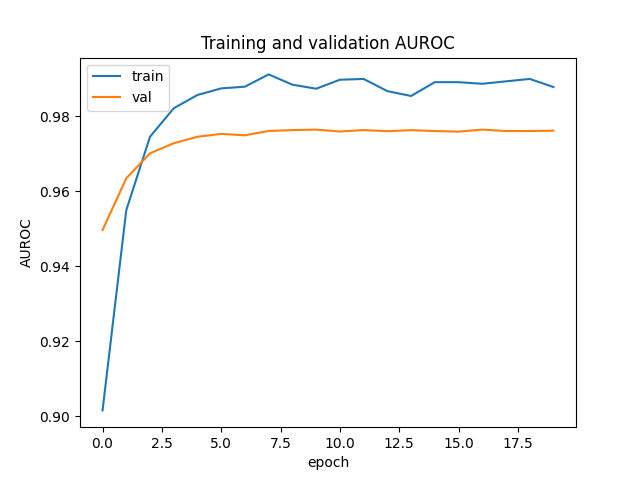 Training and validation AUROC
train
val
AUROC
0.98
0.96
0.94
0.92
0.90
0.0 2.5 5.0 7.5 10.0 12.5 15.0 17.5
epoch